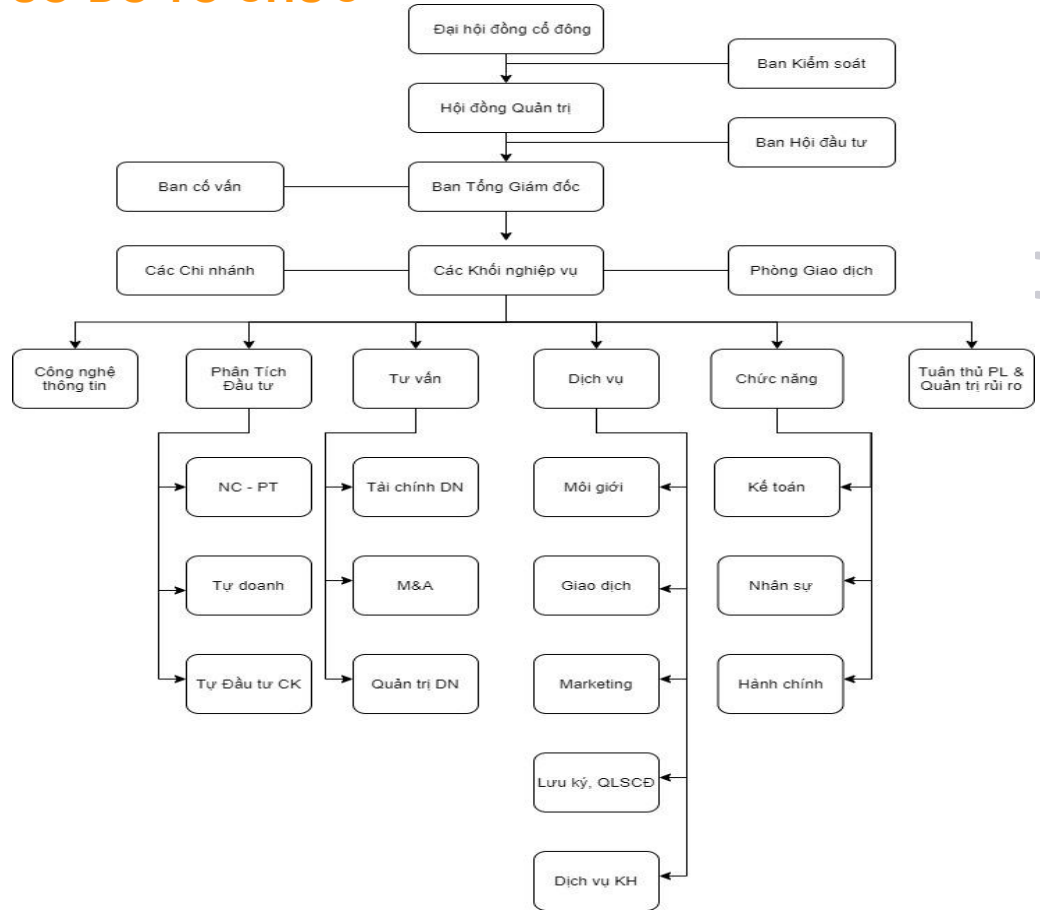 SƠ ĐỒ TỔ CHỨC
Đại hội đồng cổ đông
Ban Kiểm soát
Hội đồng Quản trị
Ban Hội đầu tư
Ban cố vấn
Ban Tổng Giám đốc
Các Chi nhánh
Các Khối nghiệp vụ
Phòng Giao dịch
Công nghệ
thông tin
Phân Tích
Đầu tư
Tư vấn
Dịch vụ
Chức năng
Tuân thủ PL &
Quản trị rủi ro
NC - PT
Tài chính DN
Môi giới
Kế toán
Tự doanh
M&A
Giao dịch
Nhân sự
Tự Đầu tư CK
Quản trị DN
Marketing
Hành chính
Lưu ký, QLSCĐ
Dịch vụ KH